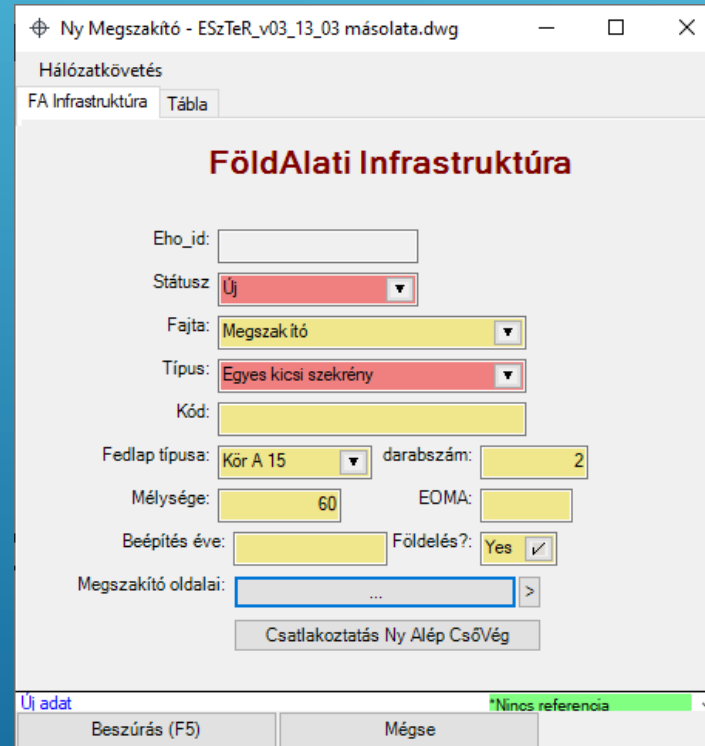 Ny Megszakító - ESzTeR_v03_13_03 másolata.dwg
Hálózatkövetés
FA Infrastruktúra Tábla
FöldAlati Infrastruktúra
Eho_id:
Státusz Új
Fajta: Megszakító
Típus: Egyes kicsi szekrény
Kód:
Fedlap típusa: Kör A 15 darabszám: 2
Mélysége: 60 EOMA:
Beépítés éve: Földelés?: Yes
Megszakító oldalai: ... >
Csatlakoztatás Ny Alép CsőVég
Új adat *Nincs referencia
Beszúrás (F5) Mégse